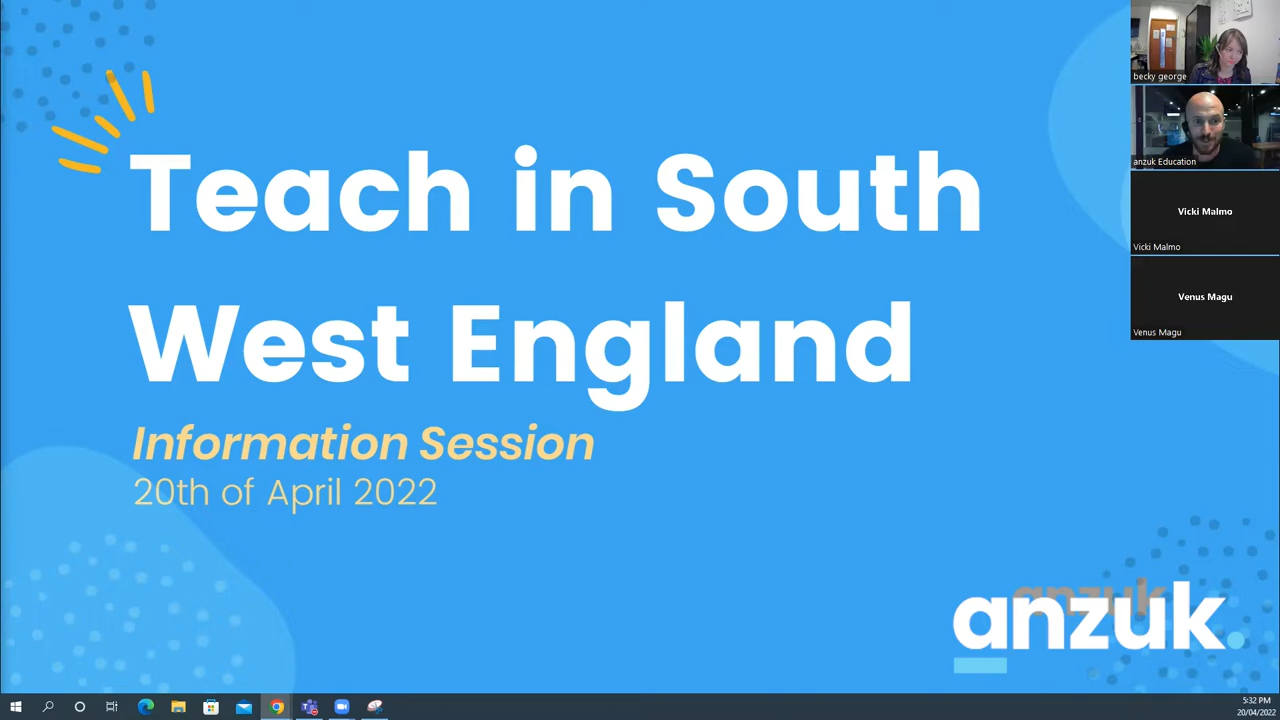 Teach in South
West England
Information Session
20th of April 2022
anzuk.
anzuk
becky george
anzuk Education
Vicki Malmo
Vicki Malmo
Venus Magu
Venus Magu
5:32 PM
20/04/2022